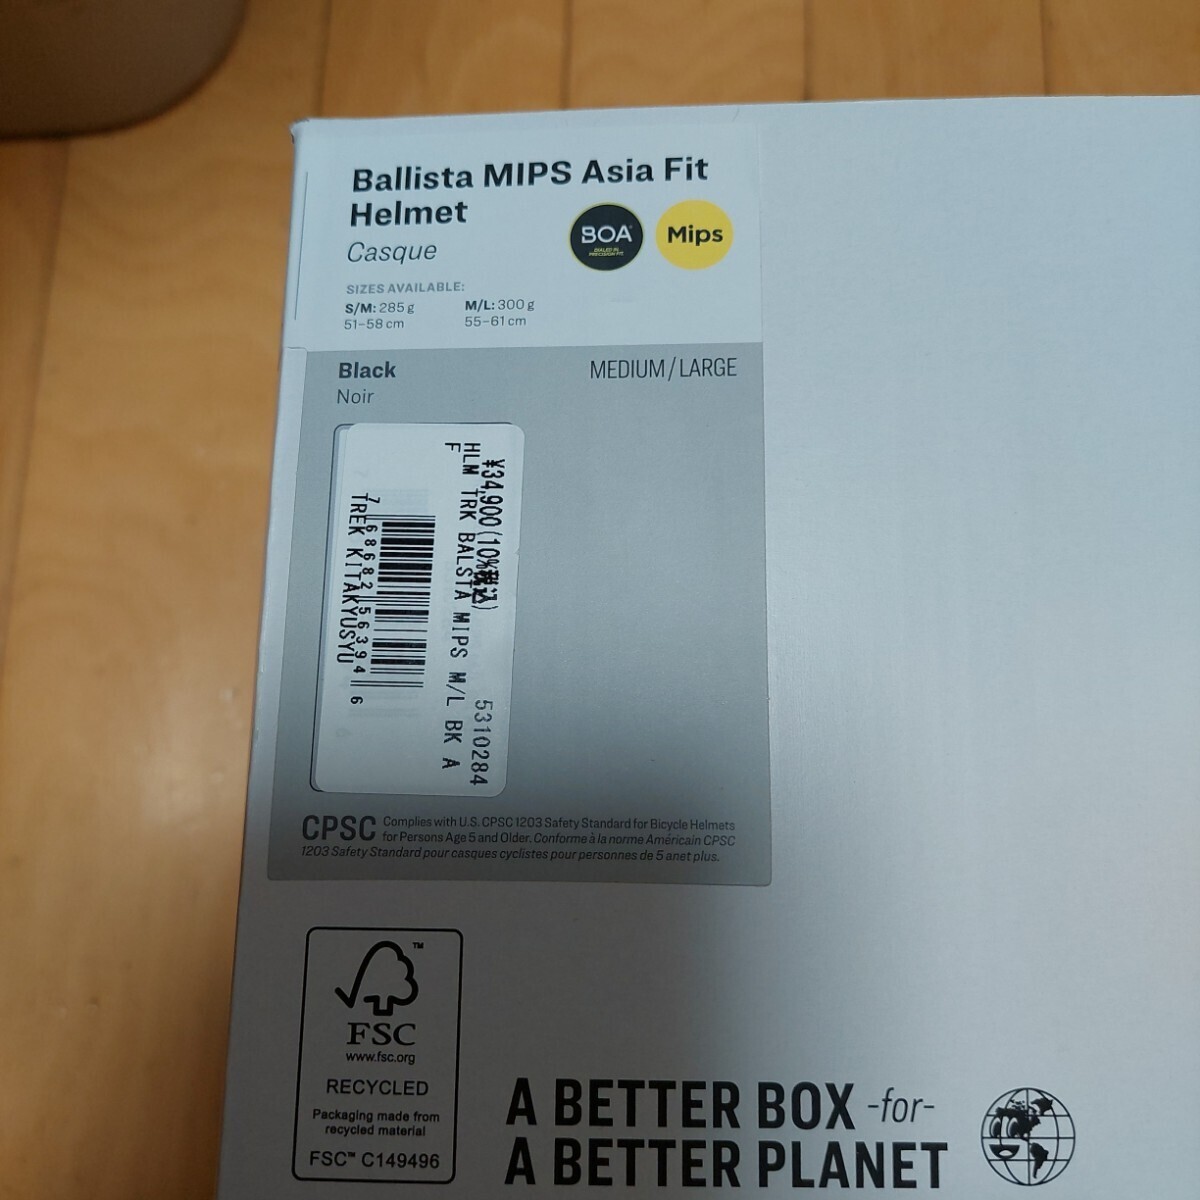 Ballista MIPS Asia Fit
Helmet
Casque
BOA
DIALED IN
PRECISION FIT.
Mips
SIZES AVAILABLE:
S/M: 285 g
51–58 cm
M/L: 300 g
55–61 cm
Black
Noir
MEDIUM/LARGE
¥34,900(10%税込)
5310284
HLM TRK BALSTA MIPS M/L BK A
F
7 68682 56394 6
TREK KITAKYUSYU
CPSC Complies with U.S. CPSC 1203 Safety Standard for Bicycle Helmets
for Persons Age 5 and Older. Conforme à la norme Américain CPSC
1203 Safety Standard pour casques cyclistes pour personnes de 5 anet plus.
FSC
www.fsc.org
RECYCLED
Packaging made from
recycled material
FSC™ C149496
A BETTER BOX -for-
A BETTER PLANET